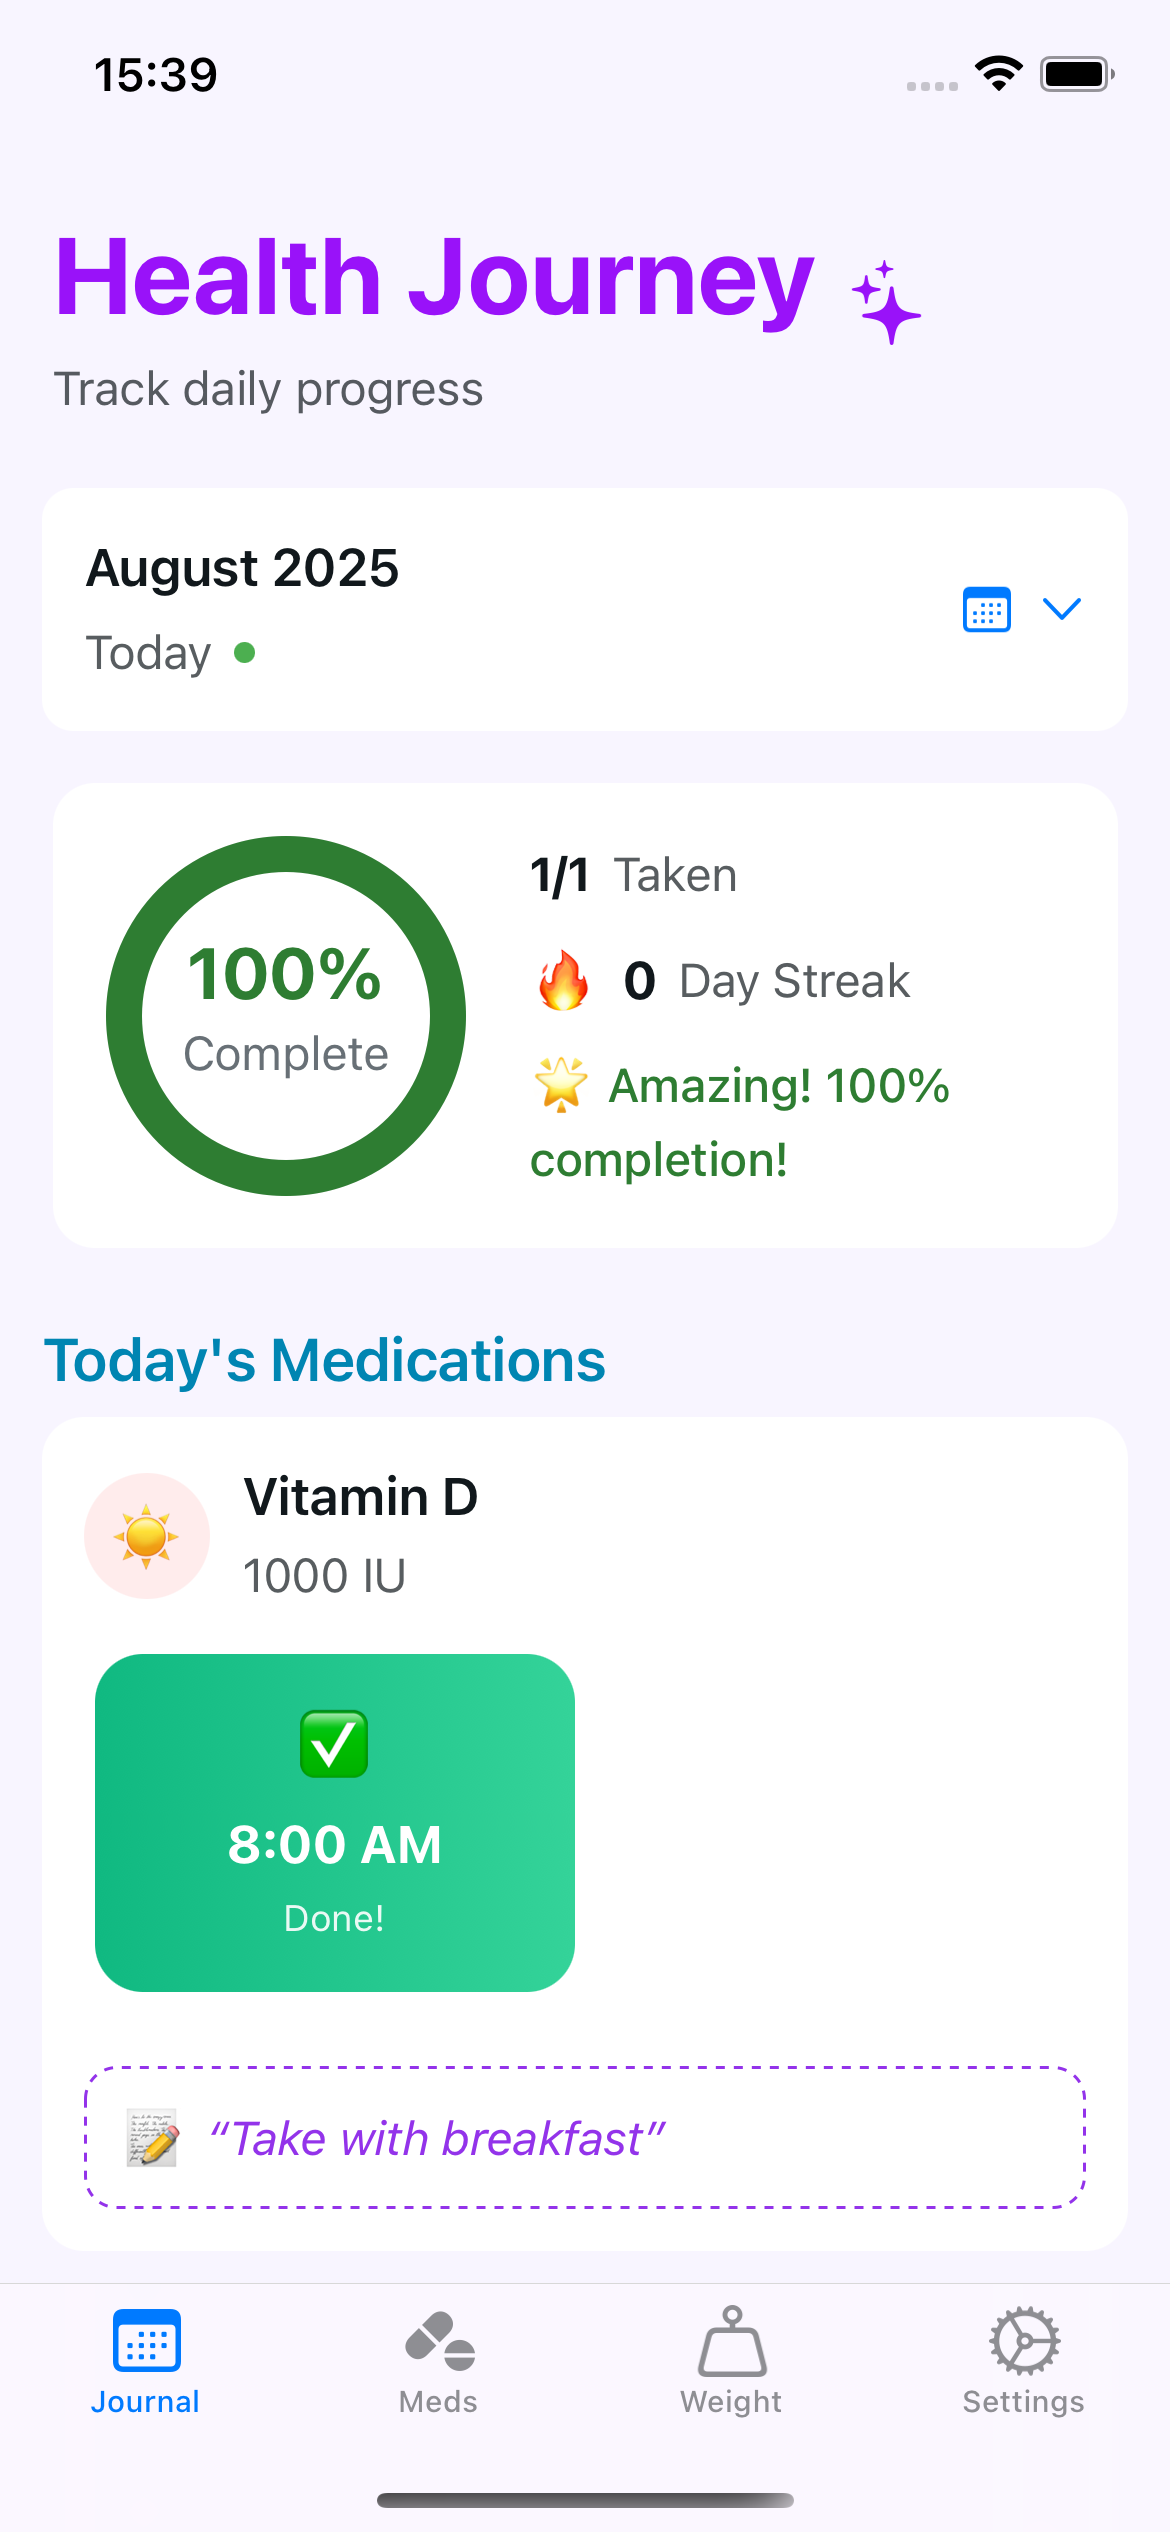 15:39
Health Journey
Track daily progress
August 2025
Today
100%
Complete
1/1 Taken
0 Day Streak
Amazing! 100%
completion!
Today's Medications
Vitamin D
1000 IU
8:00 AM
Done!
“Take with breakfast”
Journal
Meds
Weight
Settings